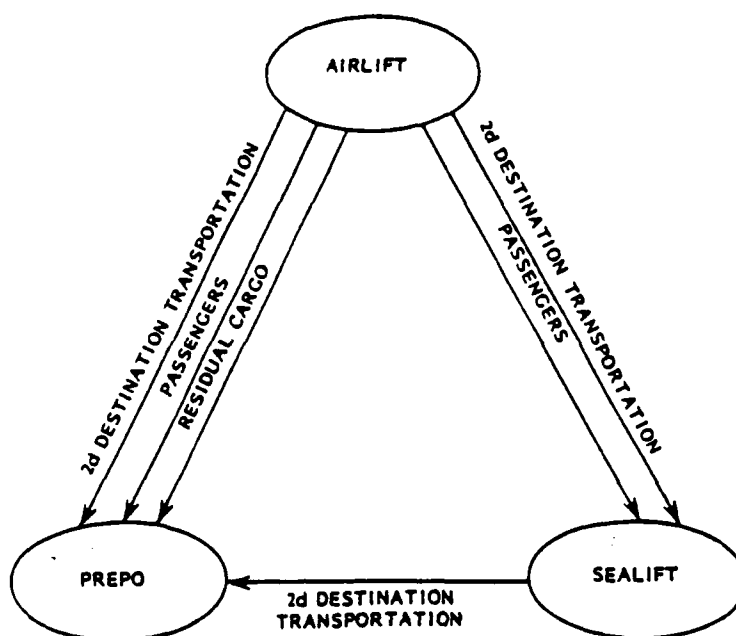 AIRLIFT
2d DESTINATION TRANSPORTATION
PASSENGERS
RESIDUAL CARGO
PASSENGERS
2d DESTINATION TRANSPORTATION
PREPO
SEALIFT
2d DESTINATION
TRANSPORTATION